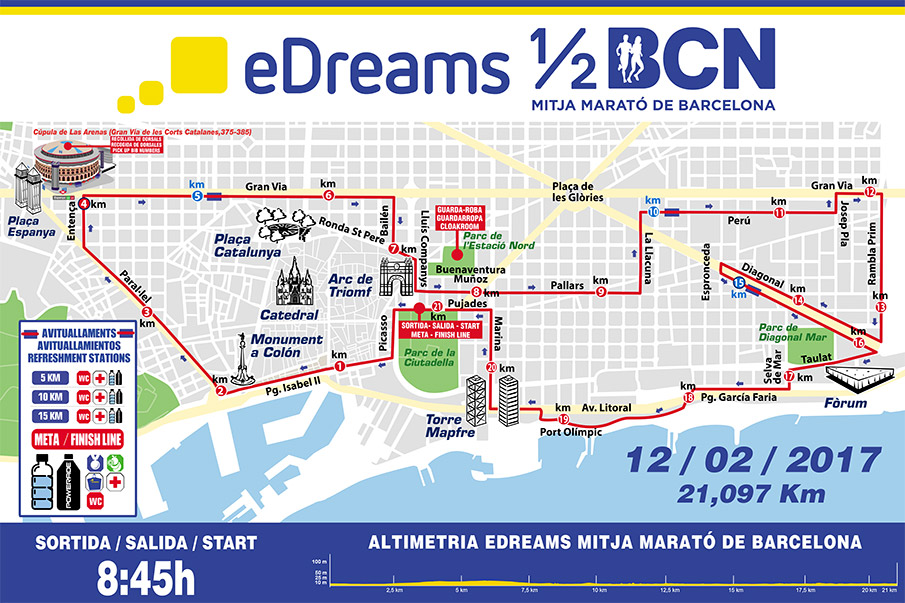 eDreams
1/2 BCN
MITJA MARATÓ DE BARCELONA
Cúpula de Las Arenas (Gran Via de les Corts Catalanes,375-385)
RECOLLIDA DE DORSALS
RECOGIDA DE DORSALES
PICK UP BIB NUMBERS
Plaça
Espanya
Entença
4
km
km
5
Gran Via
km
6
Bailén
Ronda St Pere
7
km
Plaça
Catalunya
Lluís Companys
GUARDA-ROBA
GUARDARROPA
CLOAKROOM
Parc de
l'Estació Nord
Buenaventura
Muñoz
km
8
Plaça de
les Glòries
km
10
La Llacuna
Perú
km
11
Gran Via
km
12
Josep Pla
Rambla Prim
km
13
Espronceda
Diagonal
15
km
km
14
km
16
Pallars
km
9
Arc de
Triomf
Catedral
Monument
a Colón
Paral·lel
3
km
km
2
Pg. Isabel II
1
km
Picasso
Pujades
21
SORTIDA- SALIDA - START
META - FINISH LINE
Parc de la
Ciutadella
Marina
20
km
Torre
Mapfre
km
19
Port Olímpic
Av. Litoral
km
18
Pg. García Faria
Selva
de Mar
17
km
Taulat
Parc de
Diagonal Mar
Fòrum
AVITUALLAMENTS
AVITUALLAMIENTOS
REFRESHMENT STATIONS
5 KM
WC
10 KM
WC
15 KM
WC
META / FINISH LINE
POWERADE
WC
12 / 02 / 2017
21,097 Km
SORTIDA / SALIDA / START
8:45h
ALTIMETRIA EDREAMS MITJA MARATÓ DE BARCELONA
100 m
50 m
25 m
10 m
2,5 km
5 km
7,5 km
10 km
12,5 km
15 km
17,5 km
20 km
21 km